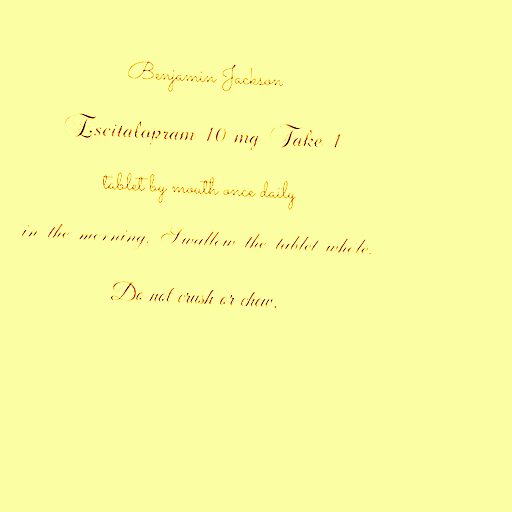 Benjamin Jackson
Escitalopram 10 mg Take 1
tablet by mouth once daily
in the morning. Swallow the tablet whole.
Do not crush or chew.